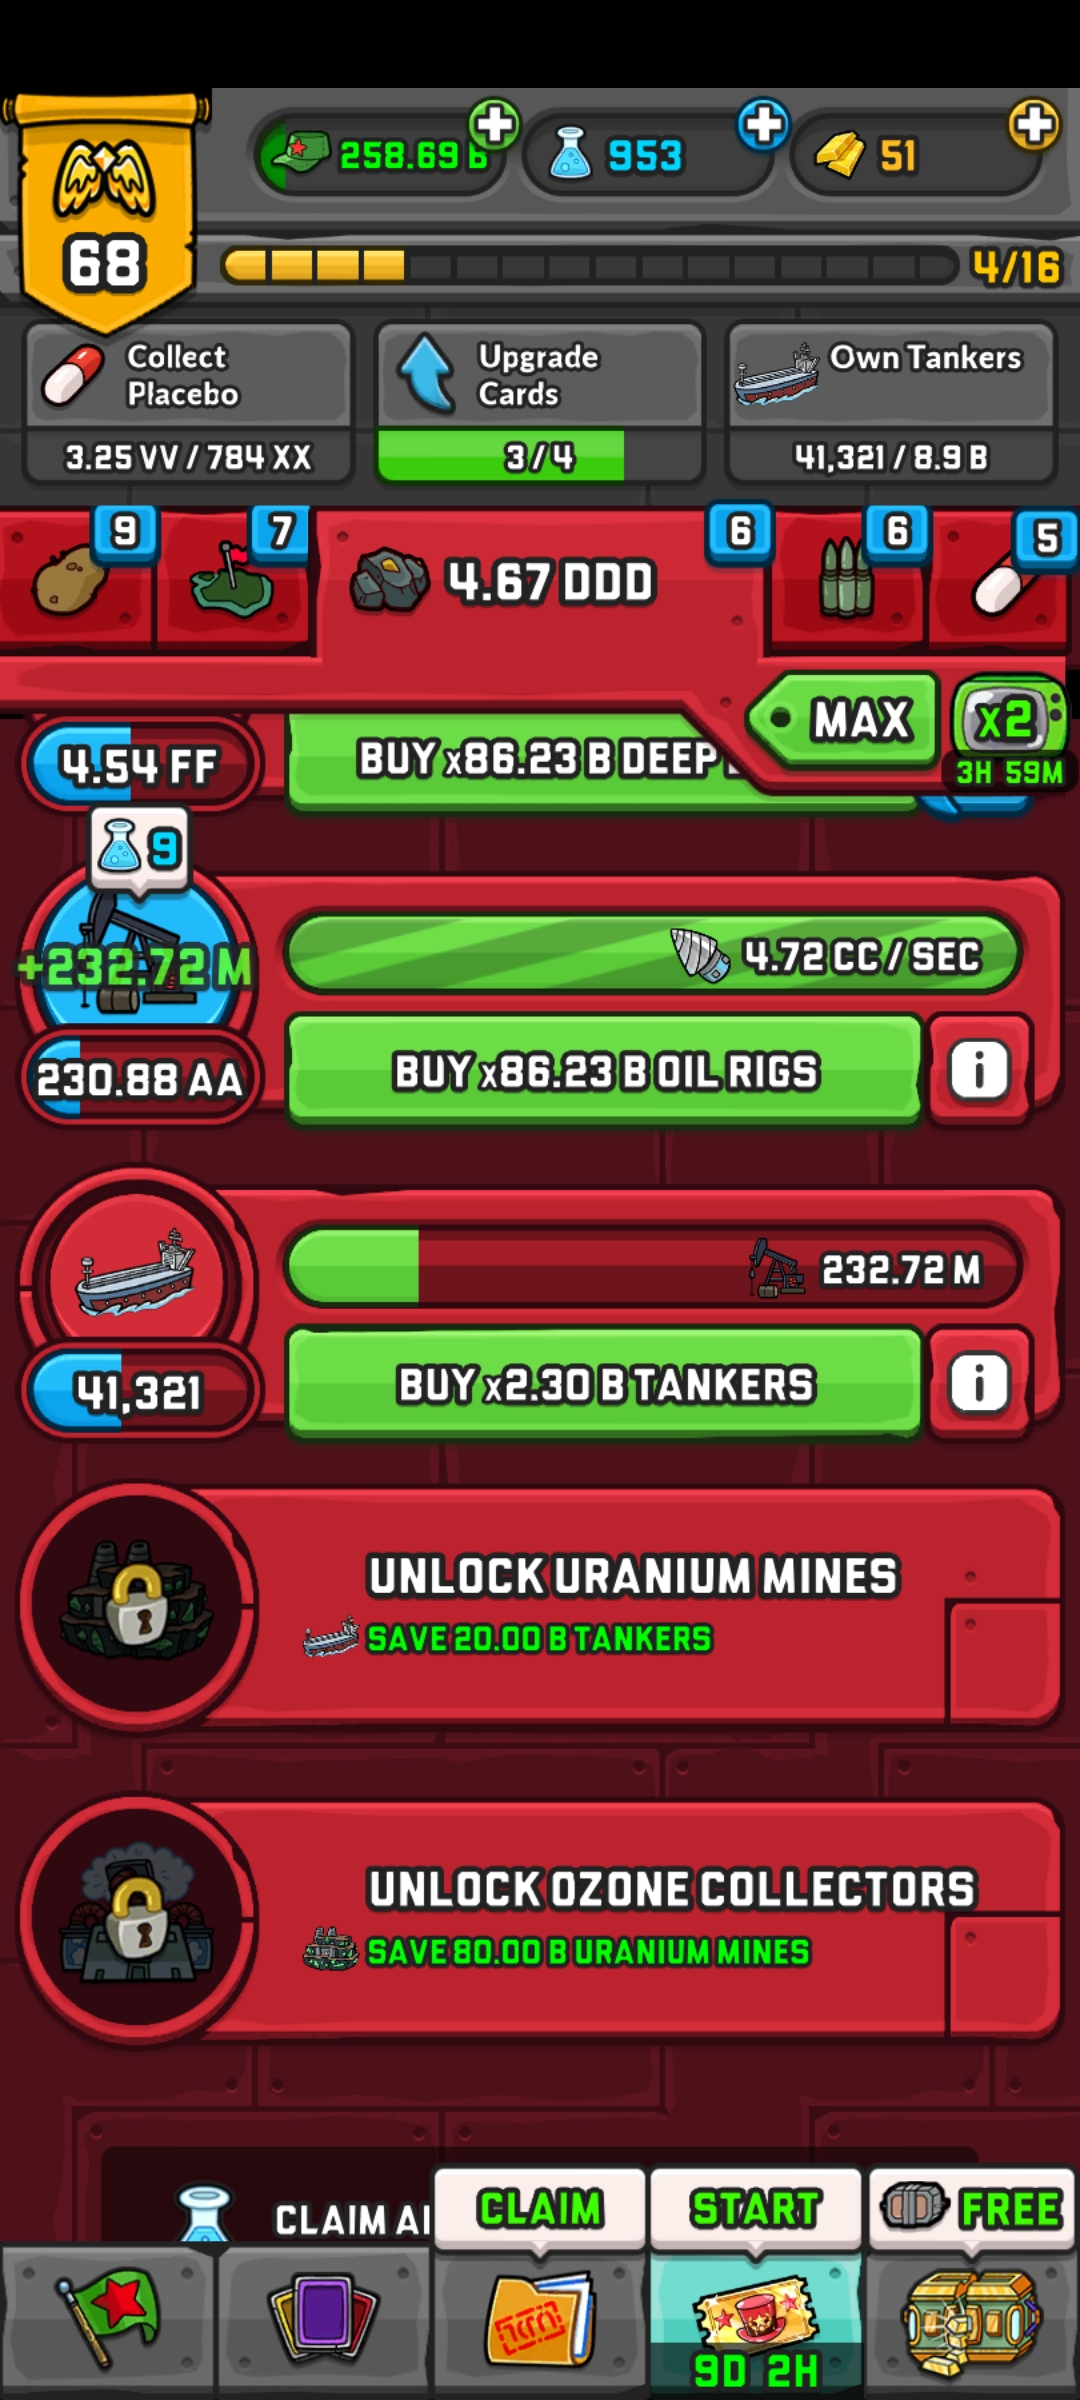 258.69 B
953
51
68
4/16
Collect
Placebo
3.25 VV / 784 XX
Upgrade
Cards
3/4
Own Tankers
41,321 / 8.9 B
9
7
4.67 DDD
6
6
5
MAX
x2
3H 59M
4.54 FF
BUY x86.23 B DEEP
9
+232.72 M
4.72 CC / SEC
230.88 AA
BUY x86.23 B OIL RIGS
i
232.72 M
41,321
BUY x2.30 B TANKERS
i
UNLOCK URANIUM MINES
SAVE 20.00 B TANKERS
UNLOCK OZONE COLLECTORS
SAVE 80.00 B URANIUM MINES
CLAIM
CLAIM
START
FREE
9D 2H